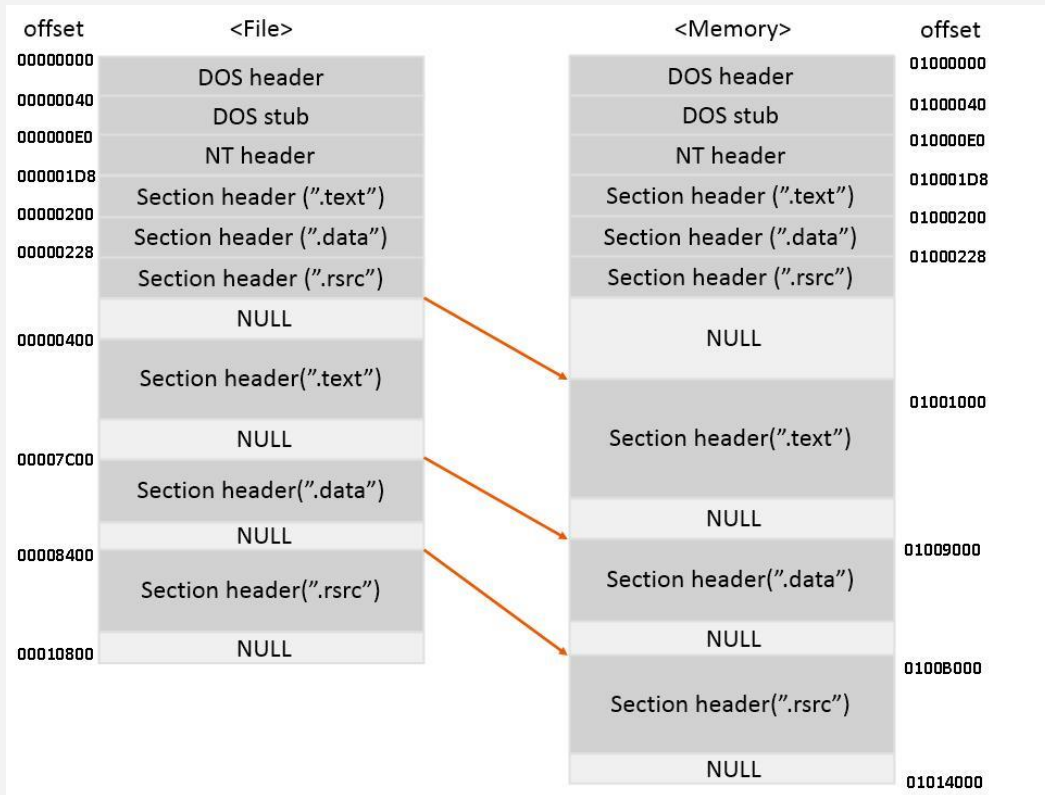 offset <File> <Memory> offset
00000000 DOS header DOS header 01000000
00000040 DOS stub DOS stub 01000040
000000E0 NT header NT header 010000E0
000001D8 Section header (”.text”) Section header (”.text”) 010001D8
00000200 Section header (”.data”) Section header (”.data”) 01000200
00000228 Section header (”.rsrc”) Section header (”.rsrc”) 01000228
NULL NULL
00000400 Section header(”.text”) 01001000
NULL Section header(”.text”)
00007C00 Section header(”.data”) NULL
NULL 01009000
00008400 Section header(”.rsrc”) Section header(”.data”)
NULL NULL
00010800 0100B000
Section header(”.rsrc”)
NULL
01014000